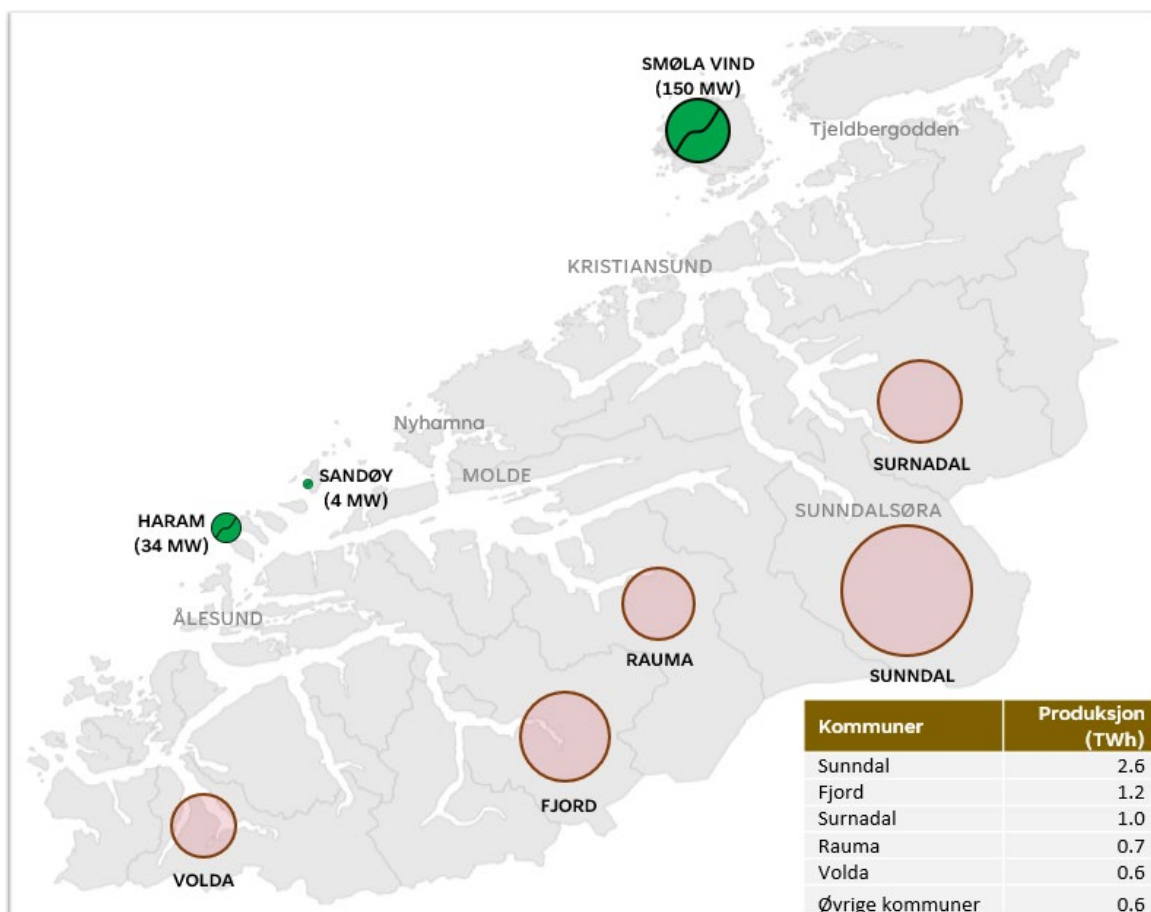 SMØLA VIND
(150 MW)
Tjeldbergodden
KRISTIANSUND
Nyhamna
SURNADAL
SANDØY
(4 MW)
MOLDE
HARAM
(34 MW)
SUNNDALSØRA
ÅLESUND
RAUMA
SUNNDAL
FJORD
VOLDA
Kommuner Produksjon
(TWh)
Sunndal 2.6
Fjord 1.2
Surnadal 1.0
Rauma 0.7
Volda 0.6
Øvrige kommuner 0.6